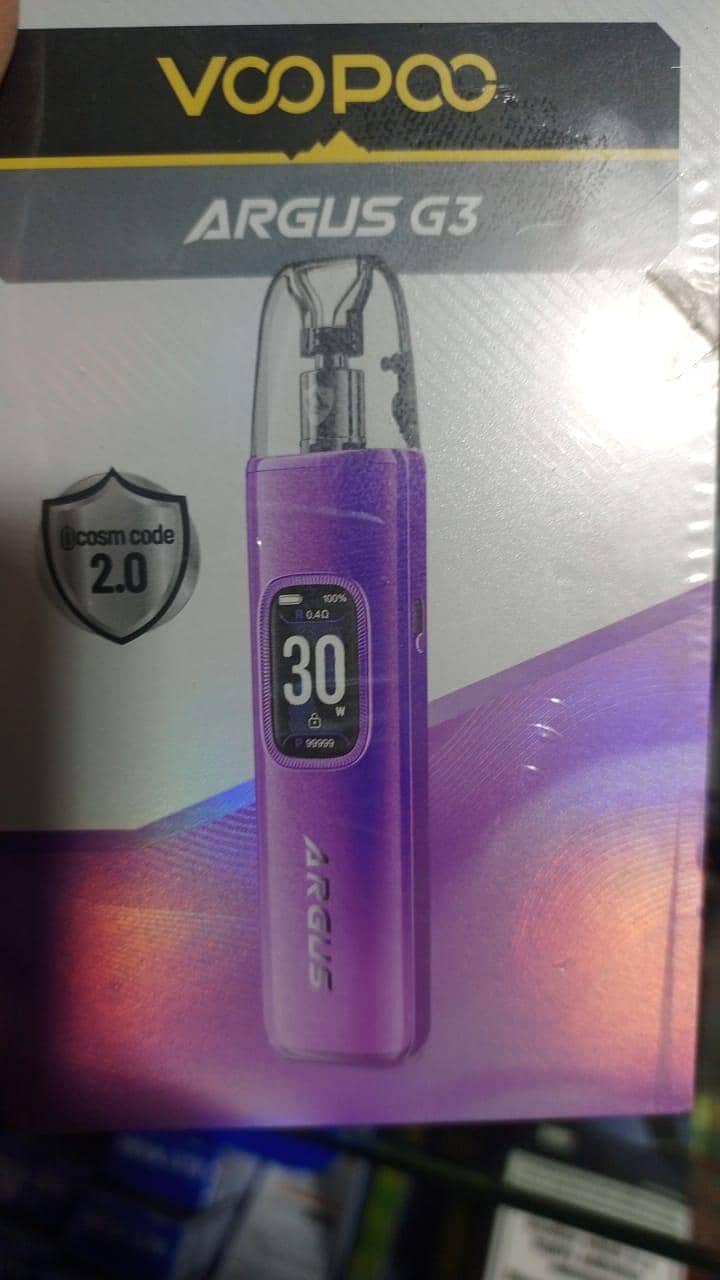 VOOPOO
ARGUS G3
cosm code
2.0
100%
R 0.4Ω
30
W
P 99999
ARGUS